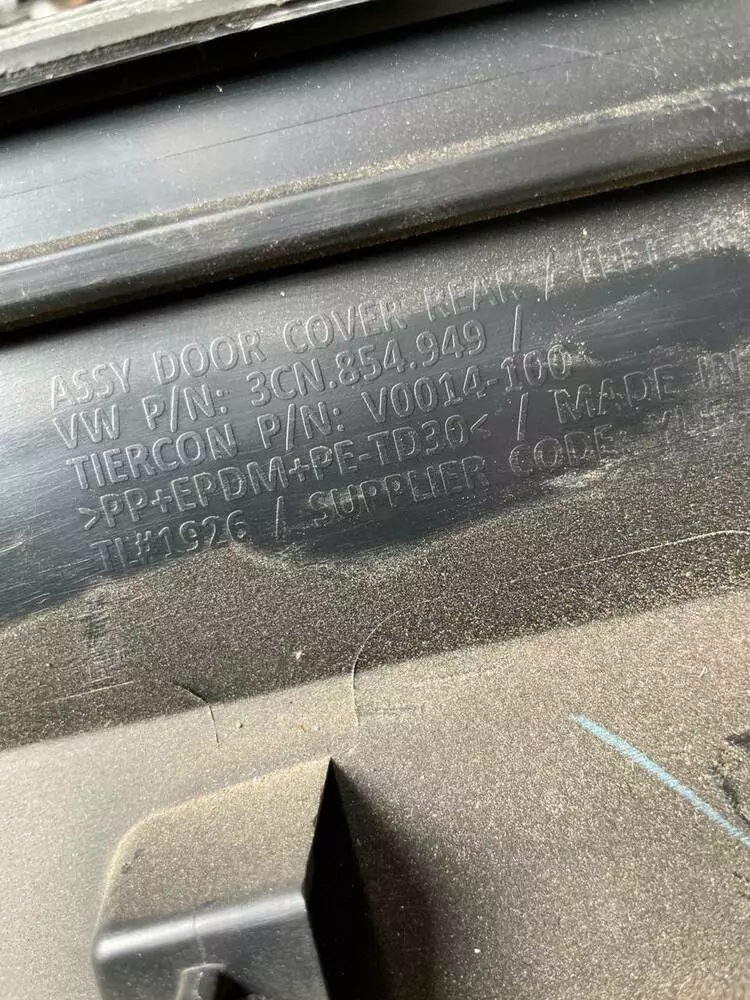 ASSY DOOR COVER REAR / LEFT
VW P/N: 3CN.854.949 /
TIERCON P/N: V0014-100
>PP+EPDM+PE-TD30< / MADE IN
TL#1926 / SUPPLIER CODE: